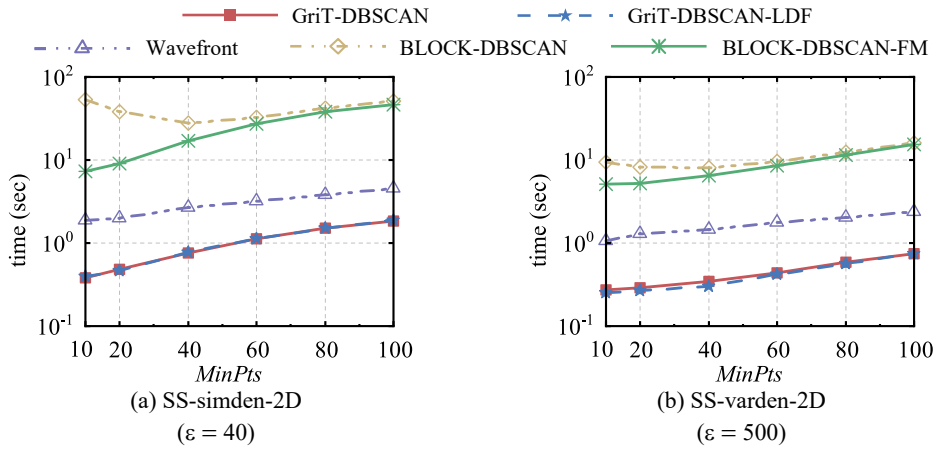 GriT-DBSCAN GriT-DBSCAN-LDF
Wavefront BLOCK-DBSCAN BLOCK-DBSCAN-FM
10² 10²
10¹ 10¹
time (sec) time (sec)
10⁰ 10⁰
10⁻¹ 10⁻¹
10 20 40 60 80 100 10 20 40 60 80 100
MinPts MinPts
(a) SS-simden-2D (b) SS-varden-2D
(ε = 40) (ε = 500)